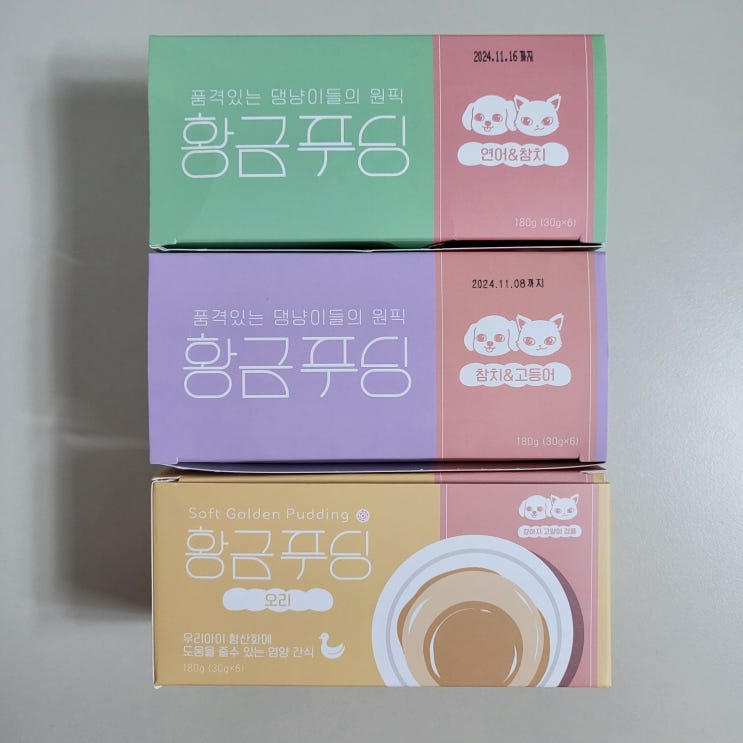 2024.11.16 까지
품격있는 댕냥이들의 원픽
황금푸딩
연어&참치
180g (30g×6)
2024.11.08까지
품격있는 댕냥이들의 원픽
황금푸딩
참치&고등어
180g (30g×6)
Soft Golden Pudding
황금푸딩
오리
강아지 고양이 겸용
우리아이 항산화에
도움을 줄수 있는 영양 간식
180g (30g×6)